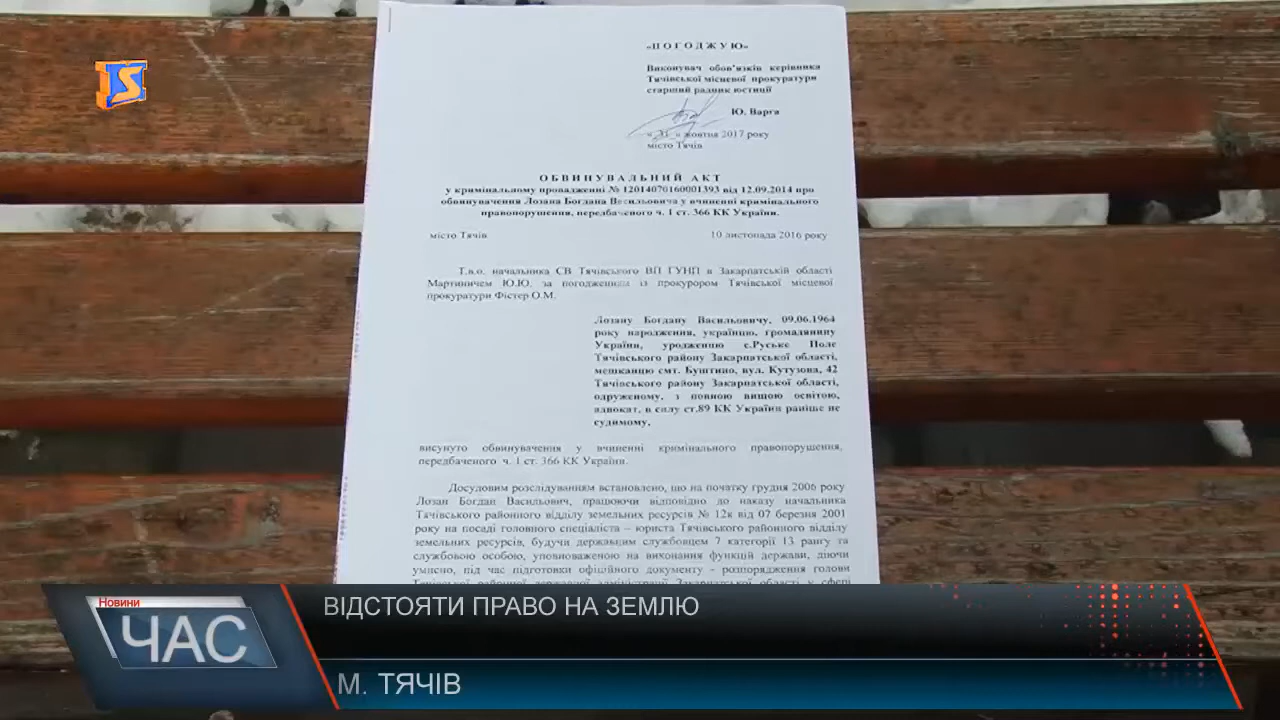 «ПОГОДЖУЮ»
Виконувач обов'язків керівника
Тячівської місцевої прокуратури
старший радник юстиції
Ю. Варга
« 31 » жовтня 2017 року
місто Тячів
ОБВИНУВАЛЬНИЙ АКТ
у кримінальному провадженні № 12014070160001393 від 12.09.2014 про
обвинувачення Лозана Богдана Васильовича у вчиненні кримінального
правопорушення, передбаченого ч. 1 ст. 366 КК України.
місто Тячів 10 листопада 2016 року
Т.в.о. начальника СВ Тячівського ВП ГУНП в Закарпатській області
Мартиничем Ю.Ю. за погодженням із прокурором Тячівської місцевої
прокуратури Фістер О.М.
Лозану Богдану Васильовичу, 09.06.1964
року народження, українцю, громадянину
України, уродженцю с.Руське Поле
Тячівського району Закарпатської області,
мешканцю смт. Буштино, вул. Кутузова, 42
Тячівського району Закарпатської області,
одруженому, з повною вищою освітою,
адвокат, в силу ст.89 КК України раніше не
судимому,
висунуто обвинувачення у вчиненні кримінального правопорушення,
передбаченого ч. 1 ст. 366 КК України.
Досудовим розслідуванням встановлено, що на початку грудня 2006 року
Лозан Богдан Васильович, працюючи відповідно до наказу начальника
Тячівського районного відділу земельних ресурсів № 12к від 07 березня 2001
року на посаді головного спеціаліста – юриста Тячівського районного відділу
земельних ресурсів, будучи державним службовцем 7 категорії 13 рангу та
службовою особою, уповноваженою на виконання функцій держави, діючи
умисно, під час підготовки офіційного документу - розпорядження голови
Тячівської районної державної адміністрації Закарпатської області у сфері
Новини
ЧАС
ВІДСТОЯТИ ПРАВО НА ЗЕМЛЮ
М. ТЯЧІВ